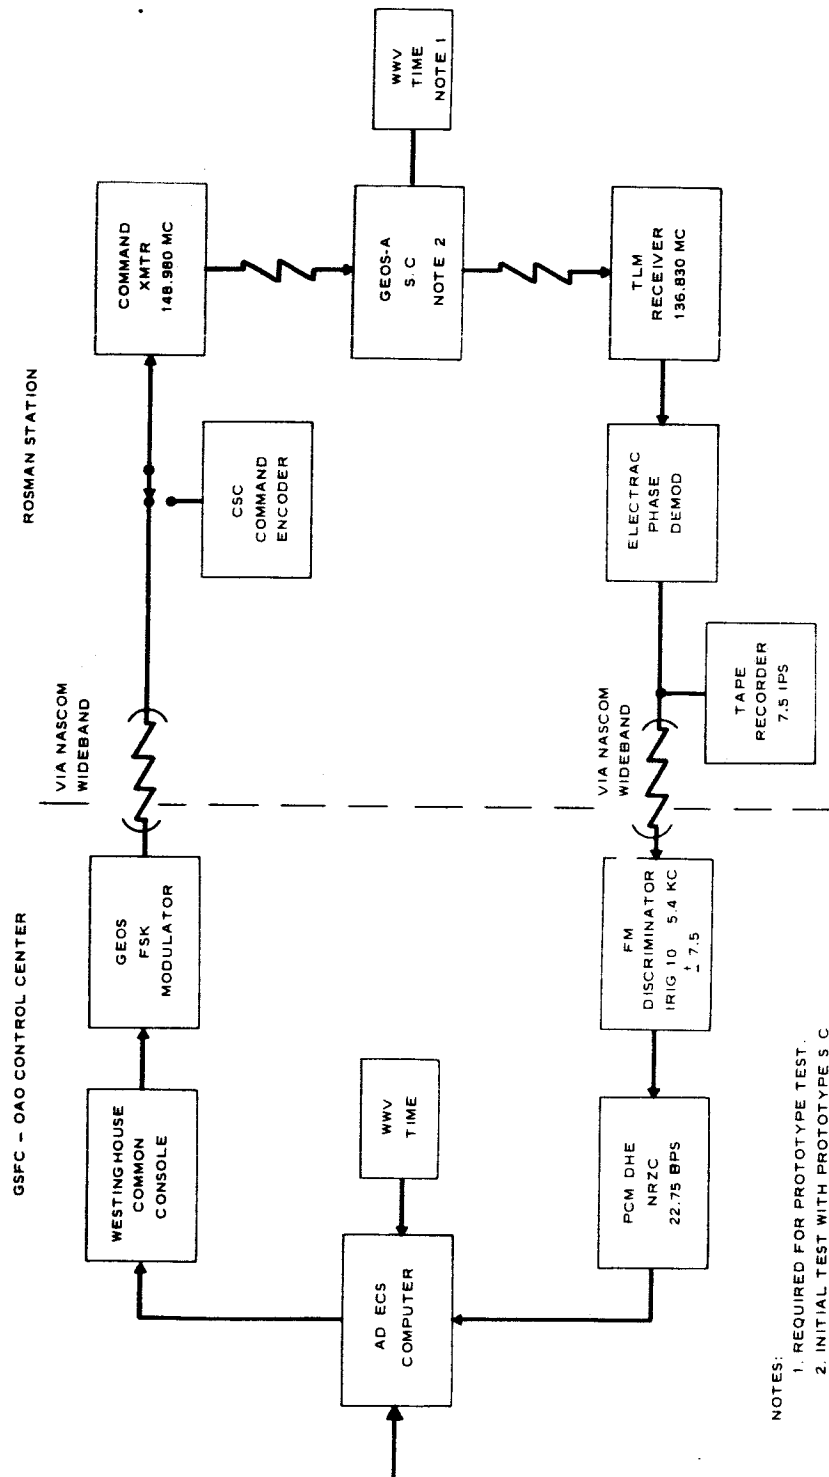 GSFC - OAO CONTROL CENTER
ROSMAN STATION
WESTINGHOUSE
COMMON
CONSOLE
GEOS
FSK
MODULATOR
VIA NASCOM
WIDEBAND
CSC
COMMAND
ENCODER
COMMAND
XMTR
148.980 MC
AD ECS
COMPUTER
WWV
TIME
GEOS-A
S.C
NOTE 2
WWV
TIME
NOTE 1
PCM DHE
NRZC
22.75 BPS
FM
DISCRIMINATOR
IRIG 10 5.4 KC
± 7.5
VIA NASCOM
WIDEBAND
TAPE
RECORDER
7.5 IPS
ELECTRAC
PHASE
DEMOD
TLM
RECEIVER
136.830 MC
NOTES:
1. REQUIRED FOR PROTOTYPE TEST.
2. INITIAL TEST WITH PROTOTYPE S C